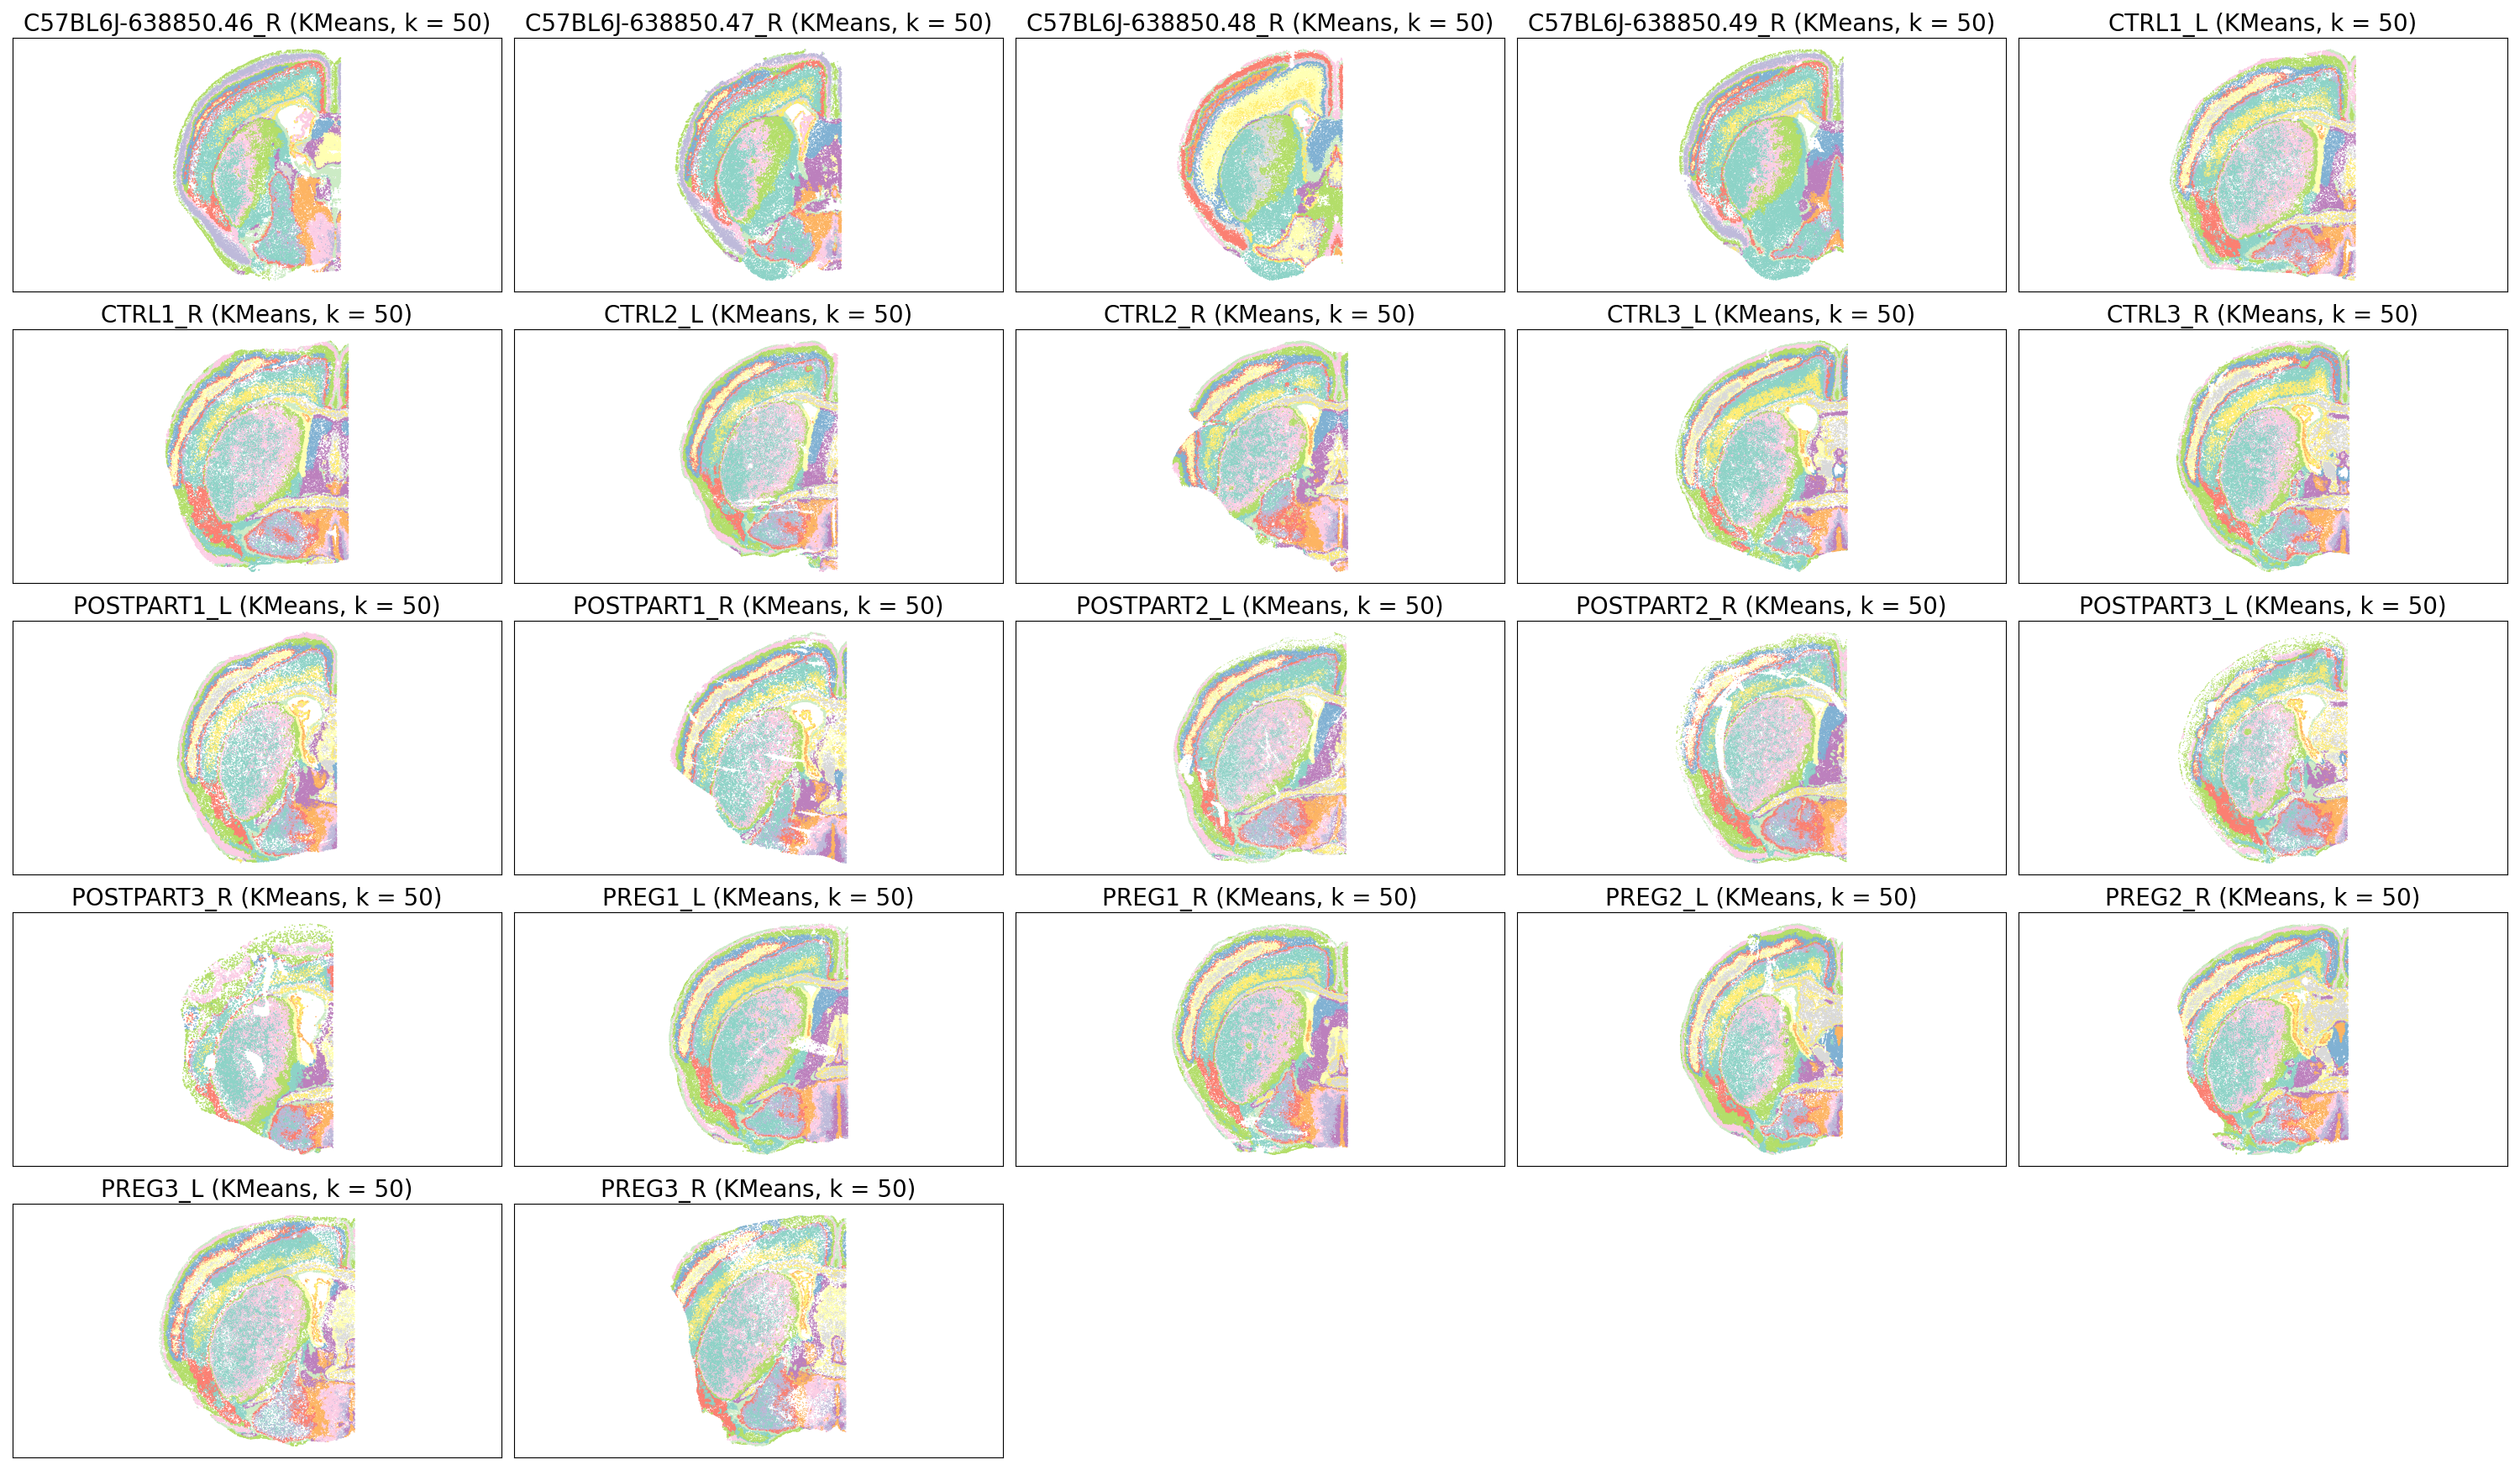 C57BL6J-638850.46_R (KMeans, k = 50)
C57BL6J-638850.47_R (KMeans, k = 50)
C57BL6J-638850.48_R (KMeans, k = 50)
C57BL6J-638850.49_R (KMeans, k = 50)
CTRL1_L (KMeans, k = 50)
CTRL1_R (KMeans, k = 50)
CTRL2_L (KMeans, k = 50)
CTRL2_R (KMeans, k = 50)
CTRL3_L (KMeans, k = 50)
CTRL3_R (KMeans, k = 50)
POSTPART1_L (KMeans, k = 50)
POSTPART1_R (KMeans, k = 50)
POSTPART2_L (KMeans, k = 50)
POSTPART2_R (KMeans, k = 50)
POSTPART3_L (KMeans, k = 50)
POSTPART3_R (KMeans, k = 50)
PREG1_L (KMeans, k = 50)
PREG1_R (KMeans, k = 50)
PREG2_L (KMeans, k = 50)
PREG2_R (KMeans, k = 50)
PREG3_L (KMeans, k = 50)
PREG3_R (KMeans, k = 50)